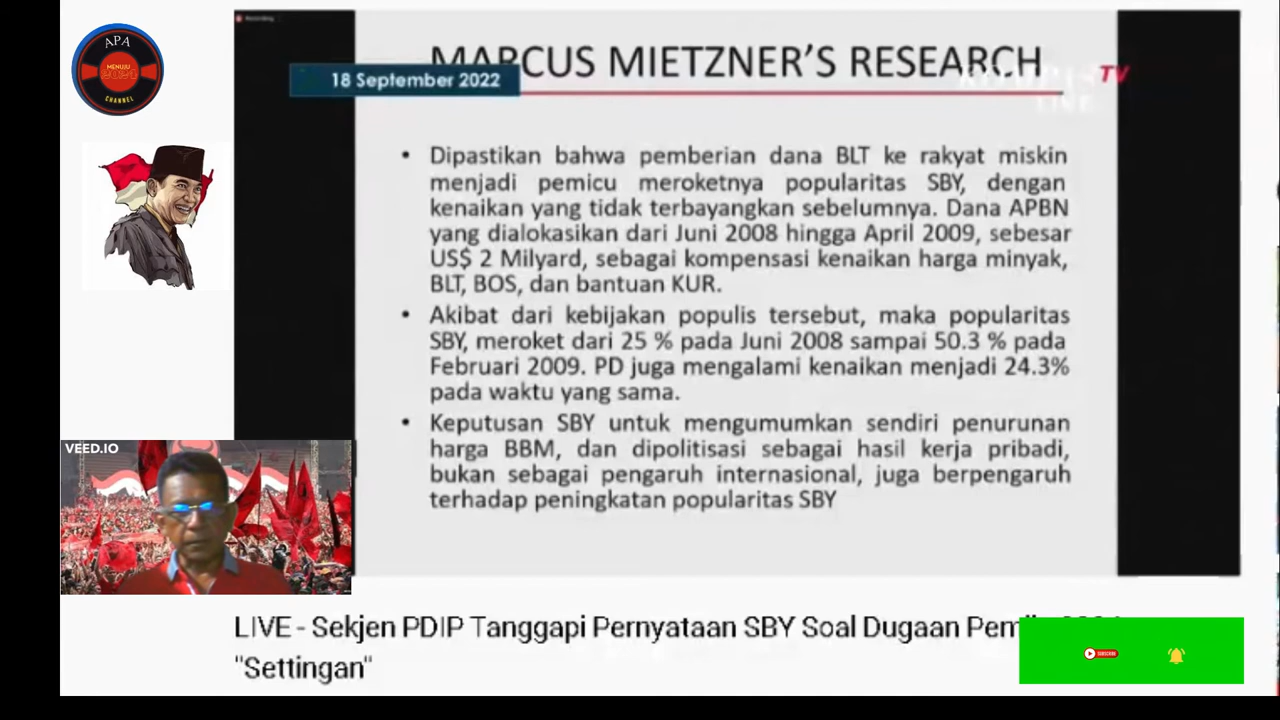 APA
MENUJU
2024
CHANNEL
Recording
MARCUS MIETZNER'S RESEARCH
18 September 2022
TV
LIVE
• Dipastikan bahwa pemberian dana BLT ke rakyat miskin
menjadi pemicu meroketnya popularitas SBY, dengan
kenaikan yang tidak terbayangkan sebelumnya. Dana APBN
yang dialokasikan dari Juni 2008 hingga April 2009, sebesar
US$ 2 Milyard, sebagai kompensasi kenaikan harga minyak,
BLT, BOS, dan bantuan KUR.
• Akibat dari kebijakan populis tersebut, maka popularitas
SBY, meroket dari 25 % pada Juni 2008 sampai 50.3 % pada
Februari 2009. PD juga mengalami kenaikan menjadi 24.3%
pada waktu yang sama.
• Keputusan SBY untuk mengumumkan sendiri penurunan
harga BBM, dan dipolitisasi sebagai hasil kerja pribadi,
bukan sebagai pengaruh internasional, juga berpengaruh
terhadap peningkatan popularitas SBY
VEED.IO
LIVE - Sekjen PDIP Tanggapi Pernyataan SBY Soal Dugaan
"Settingan"
SUBSCRIBE